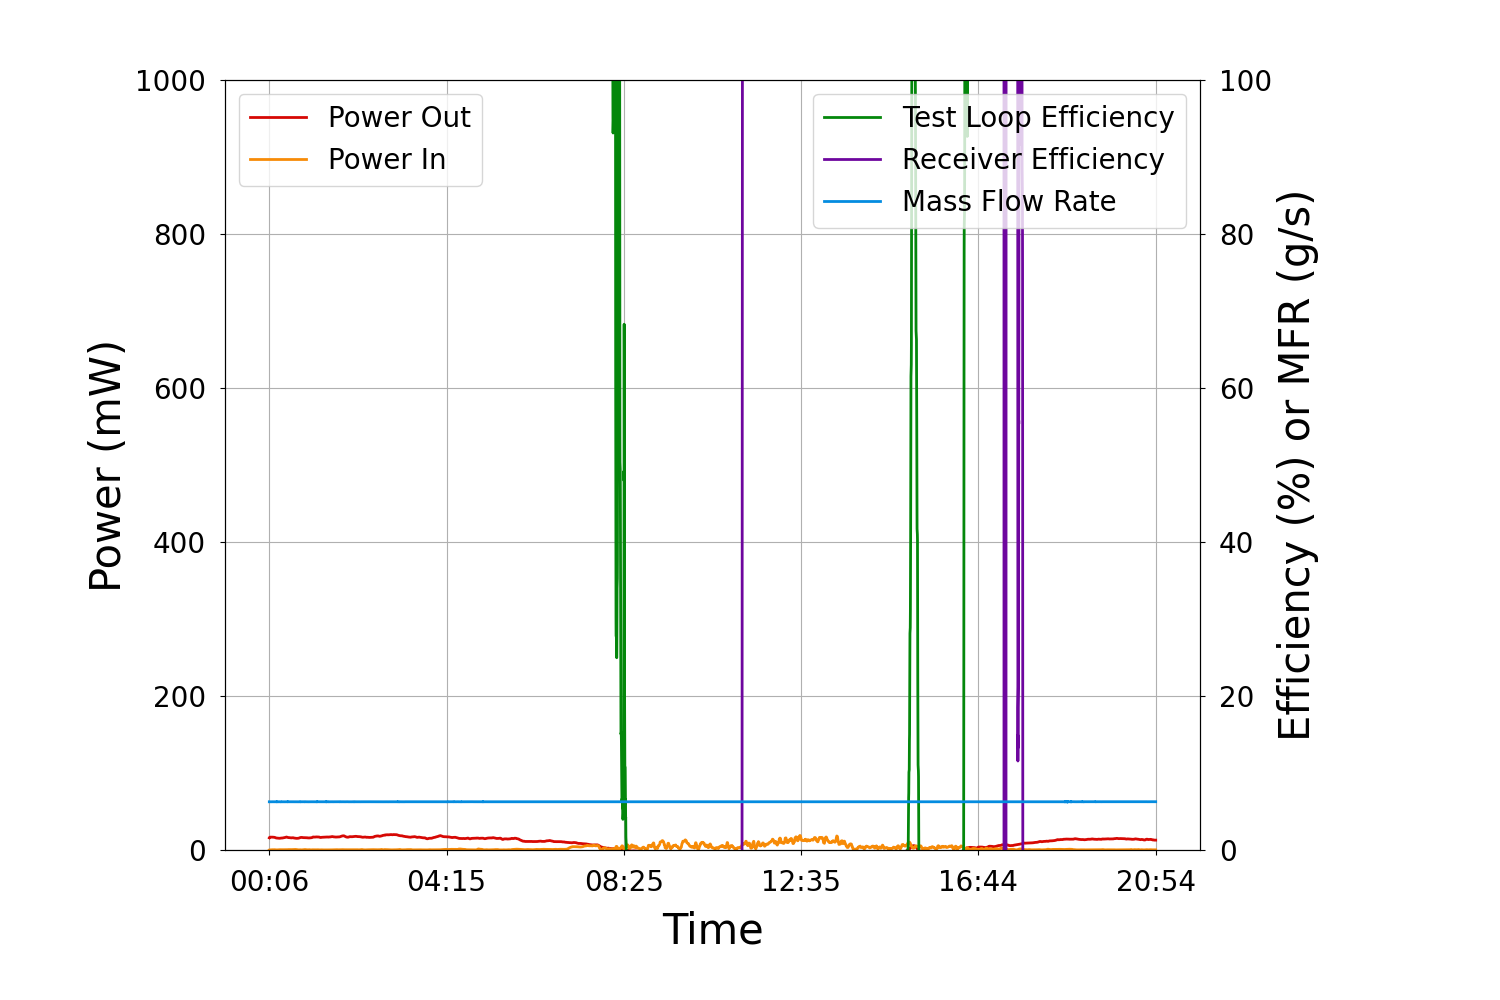 1000
800
600
400
200
0
Power (mW)
Power Out
Power In
Test Loop Efficiency
Receiver Efficiency
Mass Flow Rate
100
80
60
40
20
0
Efficiency (%) or MFR (g/s)
00:06 04:15 08:25 12:35 16:44 20:54
Time